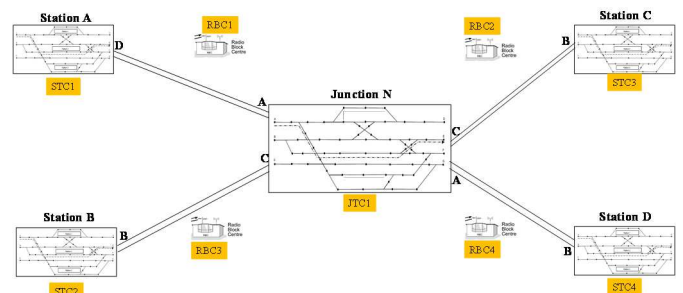 Station A
RBC1
RBC2
Station C
D
Radio
Block
Centre
Radio
Block
Centre
B
STC1
STC3
Junction N
A
C
C
A
Station B
JTC1
Station D
B
RBC3
Radio
Block
Centre
RBC4
Radio
Block
Centre
B
STC2
STC4